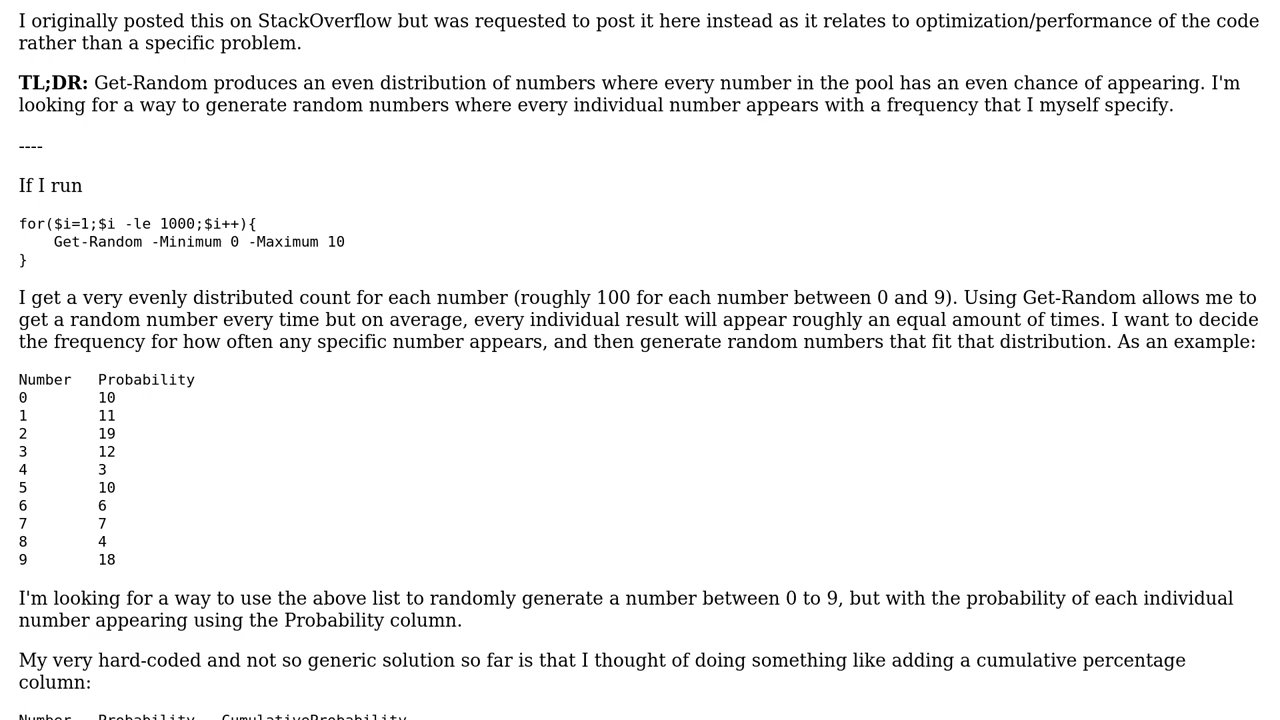 I originally posted this on StackOverflow but was requested to post it here instead as it relates to optimization/performance of the code
rather than a specific problem.
TL;DR: Get-Random produces an even distribution of numbers where every number in the pool has an even chance of appearing. I'm
looking for a way to generate random numbers where every individual number appears with a frequency that I myself specify.
----
If I run
for($i=1;$i -le 1000;$i++){
    Get-Random -Minimum 0 -Maximum 10
}
I get a very evenly distributed count for each number (roughly 100 for each number between 0 and 9). Using Get-Random allows me to
get a random number every time but on average, every individual result will appear roughly an equal amount of times. I want to decide
the frequency for how often any specific number appears, and then generate random numbers that fit that distribution. As an example:
Number   Probability
0        10
1        11
2        19
3        12
4        3
5        10
6        6
7        7
8        4
9        18
I'm looking for a way to use the above list to randomly generate a number between 0 to 9, but with the probability of each individual
number appearing using the Probability column.
My very hard-coded and not so generic solution so far is that I thought of doing something like adding a cumulative percentage
column:
Number   Probability   CumulativeProbability